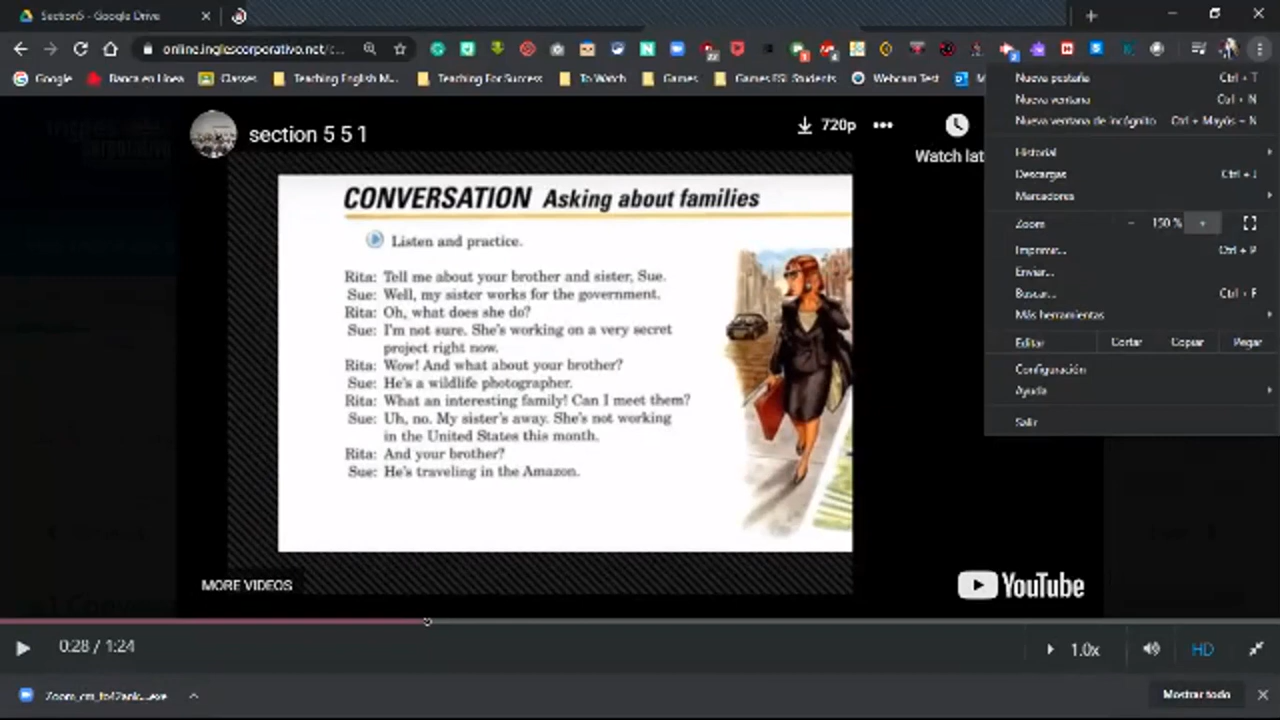 Section5 - Google Drive
online.inglescorporativo.net/c...
Google
Banca en Línea
Classes
Teaching English M...
Teaching For Success
To Watch
Games
Games ESL Students
Webcam Test
M
section 5 5 1
720p
Watch lat
CONVERSATION Asking about families
Listen and practice.
Rita: Tell me about your brother and sister, Sue.
Sue: Well, my sister works for the government.
Rita: Oh, what does she do?
Sue: I'm not sure. She's working on a very secret
project right now.
Rita: Wow! And what about your brother?
Sue: He's a wildlife photographer.
Rita: What an interesting family! Can I meet them?
Sue: Uh, no. My sister's away. She's not working
in the United States this month.
Rita: And your brother?
Sue: He's traveling in the Amazon.
Nueva pestaña Ctrl + T
Nueva ventana Ctrl + N
Nueva ventana de incógnito Ctrl + Mayús + N
Historial
Descargas Ctrl + J
Marcadores
Zoom - 150 % +
Imprimir... Ctrl + P
Enviar...
Buscar... Ctrl + F
Más herramientas
Editar Cortar Copiar Pegar
Configuración
Ayuda
Salir
MORE VIDEOS
YouTube
0:28 / 1:24
1.0x
HD
Mostrar todo